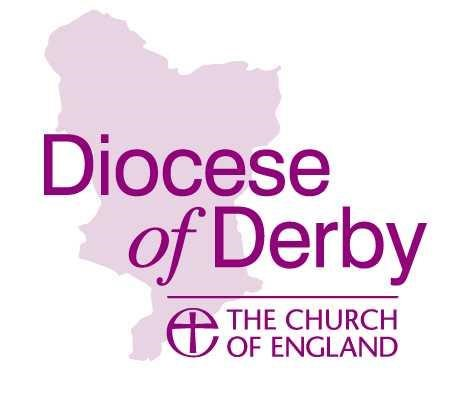 Diocese
of Derby
THE CHURCH
OF ENGLAND